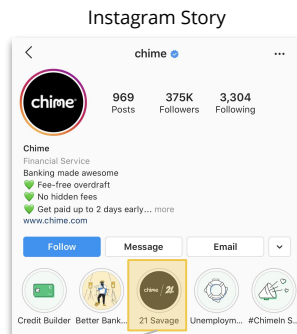 Instagram Story
chime
chime
969 375K 3,304
Posts Followers Following
Chime
Financial Service
Banking made awesome
💚 Fee-free overdraft
💚 No hidden fees
💚 Get paid up to 2 days early... more
www.chime.com
Follow Message Email
chime / 21
Credit Builder Better Bank... 21 Savage Unemploym... #ChimeIn S...